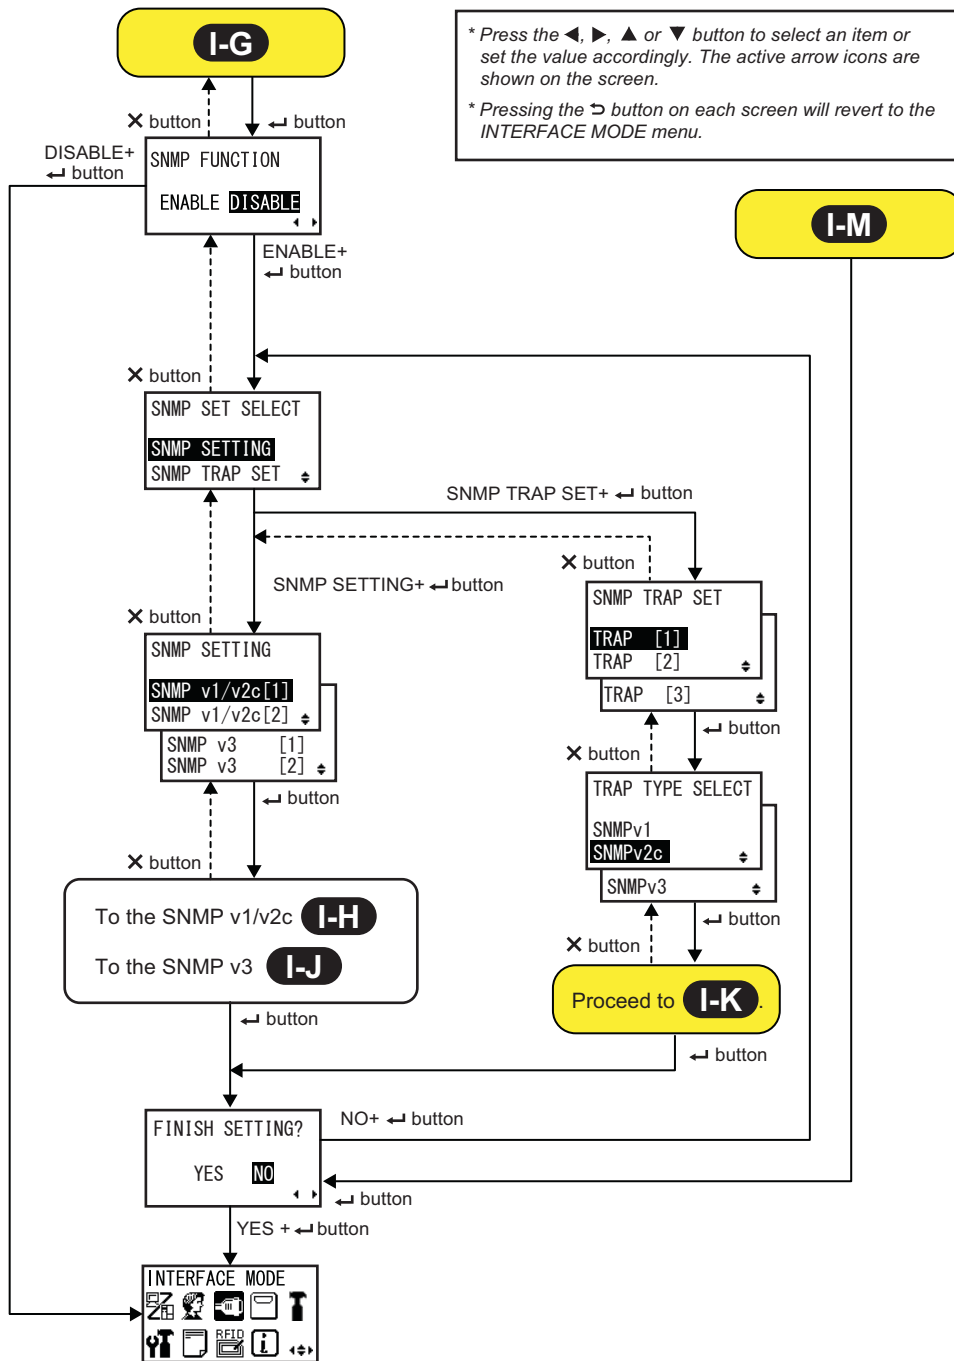 I-G
* Press the ◀, ▶, ▲ or ▼ button to select an item or
set the value accordingly. The active arrow icons are
shown on the screen.
* Pressing the ⮌ button on each screen will revert to the
INTERFACE MODE menu.
✕ button
↵ button
DISABLE+
↵ button
SNMP FUNCTION
ENABLE DISABLE
I-M
ENABLE+
↵ button
✕ button
SNMP SET SELECT
SNMP SETTING
SNMP TRAP SET
SNMP TRAP SET+ ↵ button
✕ button
SNMP SETTING+ ↵ button
SNMP TRAP SET
TRAP [1]
TRAP [2]
TRAP [3]
✕ button
SNMP SETTING
SNMP v1/v2c[1]
SNMP v1/v2c[2]
SNMP v3 [1]
SNMP v3 [2]
↵ button
✕ button
TRAP TYPE SELECT
SNMPv1
SNMPv2c
SNMPv3
↵ button
✕ button
↵ button
✕ button
To the SNMP v1/v2c I-H
To the SNMP v3 I-J
Proceed to I-K.
↵ button
↵ button
FINISH SETTING?
YES NO
NO+ ↵ button
↵ button
YES + ↵ button
INTERFACE MODE
RFID